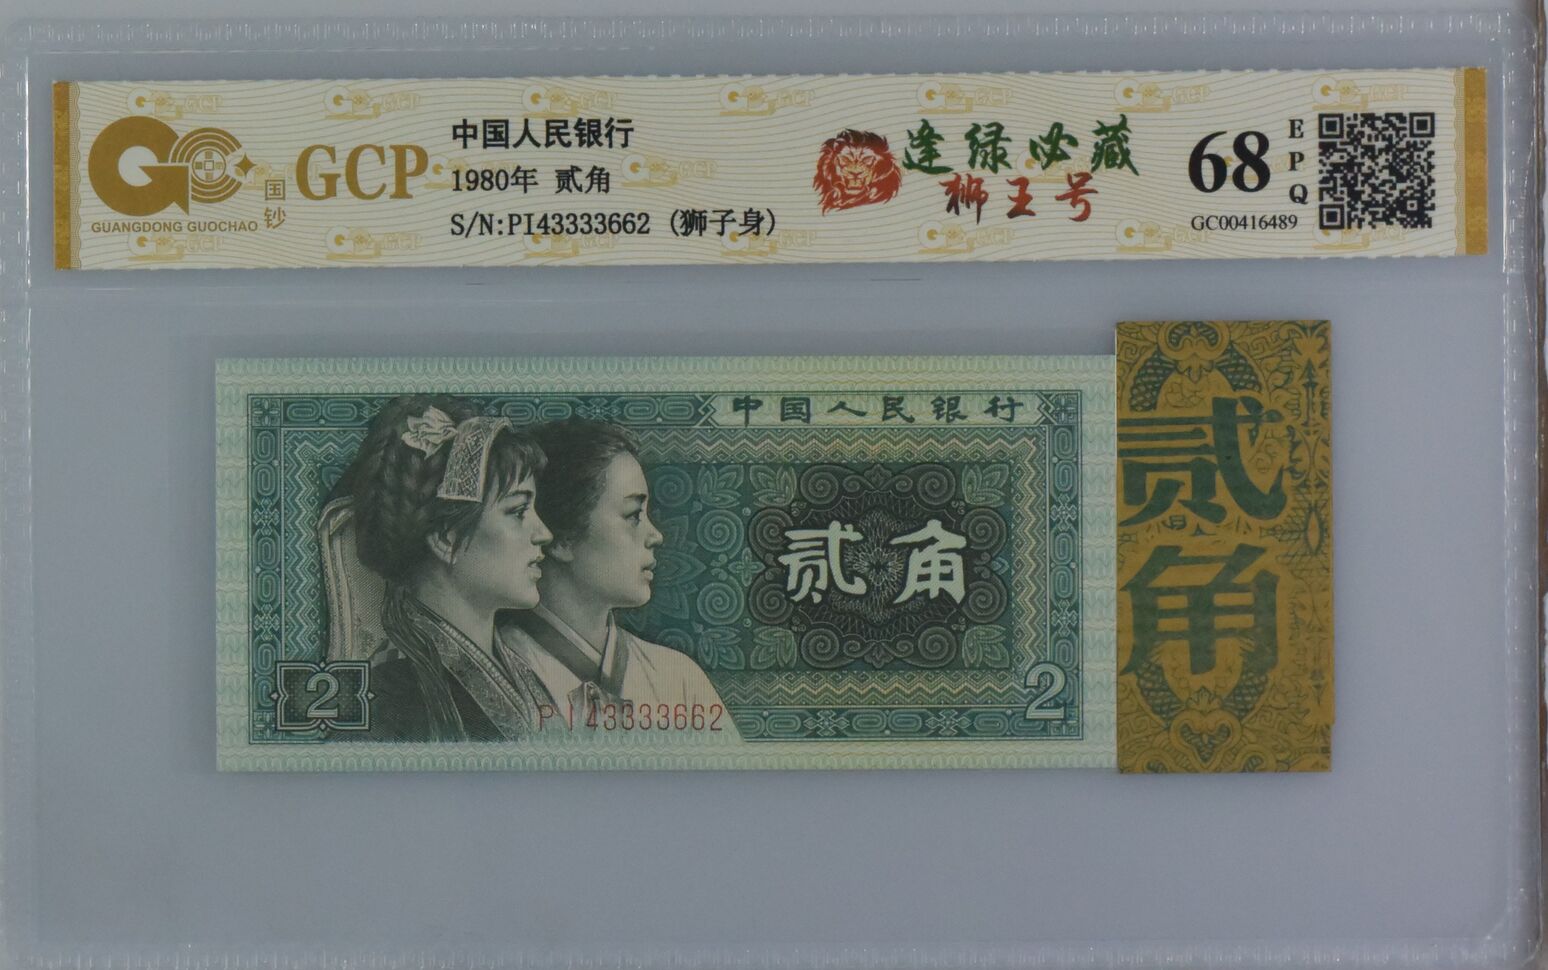 GCP
国钞
GUANGDONG GUOCHAO
中国人民银行
1980年 贰角
S/N:PI43333662 (狮子身)
逢绿必藏
狮王号
68
EPQ
GC00416489
中国人民银行
贰角
2
2
PI43333662
贰角